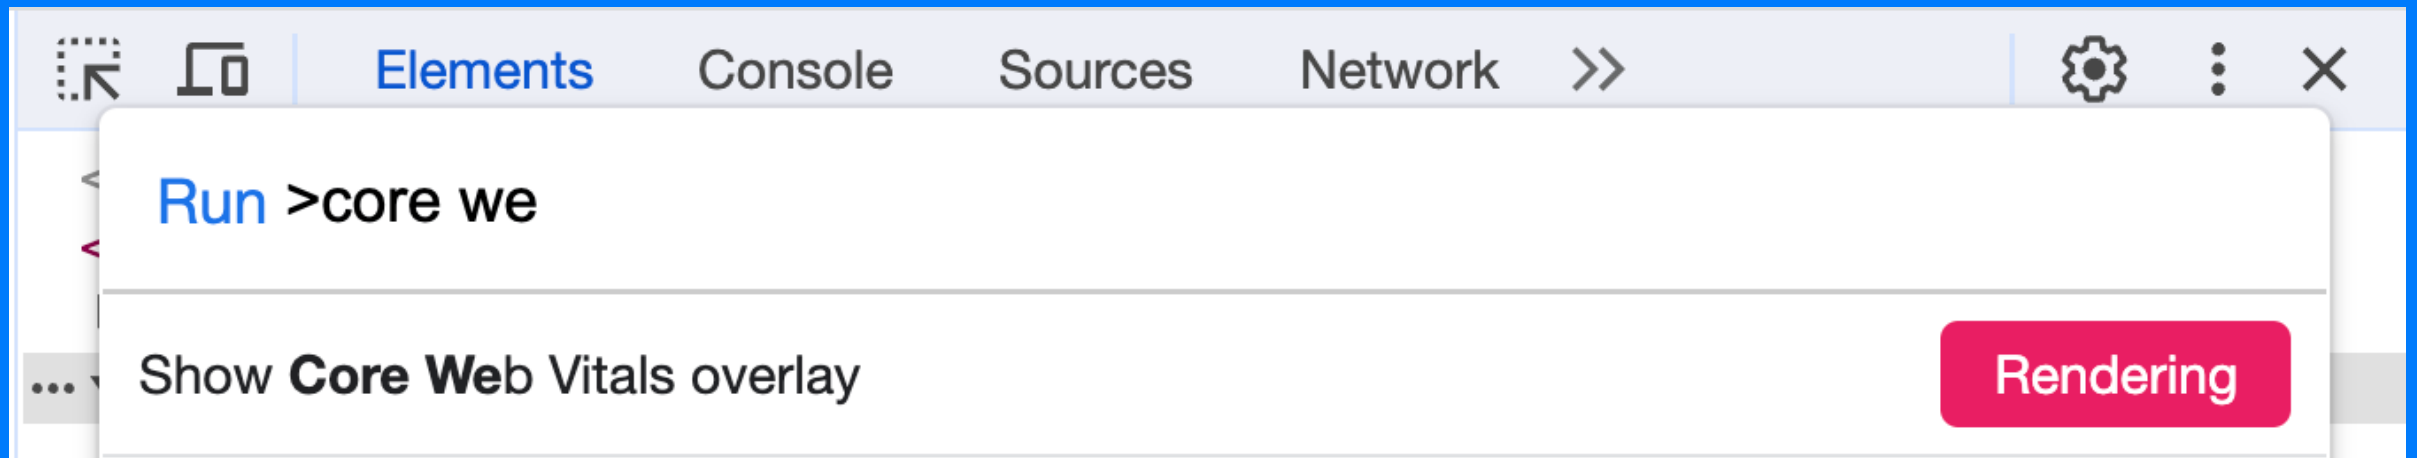 Elements Console Sources Network
Run >core we
Show Core Web Vitals overlay Rendering